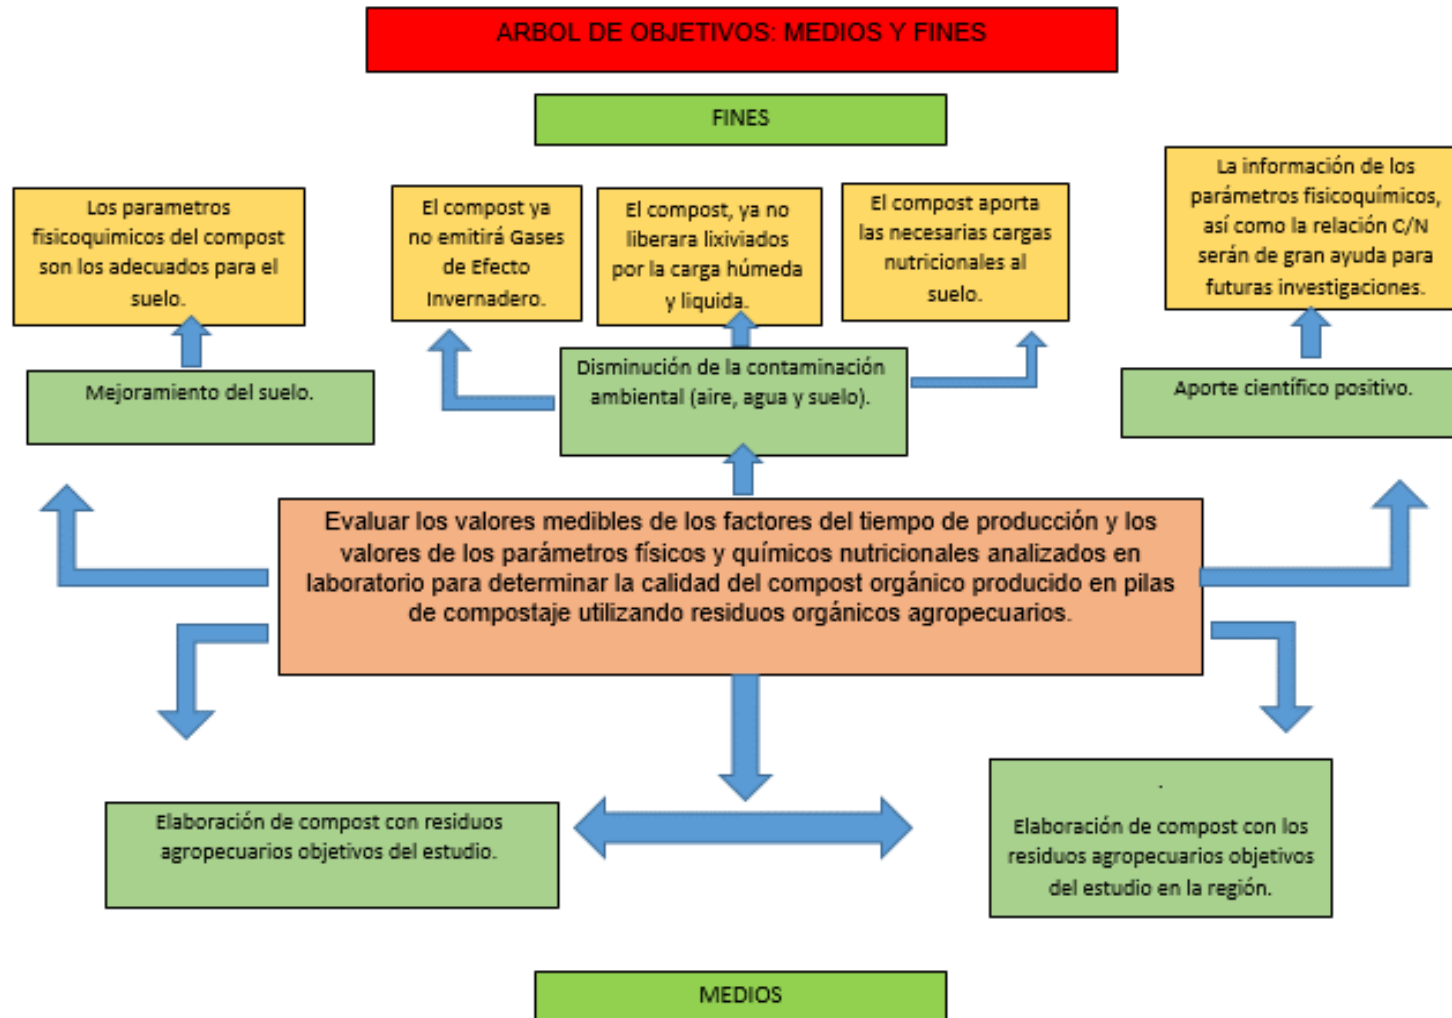 ARBOL DE OBJETIVOS: MEDIOS Y FINES
FINES
Los parametros
fisicoquimicos del compost
son los adecuados para el
suelo.
El compost ya
no emitirá Gases
de Efecto
Invernadero.
El compost, ya no
liberara lixiviados
por la carga húmeda
y liquida.
El compost aporta
las necesarias cargas
nutricionales al
suelo.
La información de los
parámetros fisicoquímicos,
así como la relación C/N
serán de gran ayuda para
futuras investigaciones.
Mejoramiento del suelo.
Disminución de la contaminación
ambiental (aire, agua y suelo).
Aporte científico positivo.
Evaluar los valores medibles de los factores del tiempo de producción y los
valores de los parámetros físicos y químicos nutricionales analizados en
laboratorio para determinar la calidad del compost orgánico producido en pilas
de compostaje utilizando residuos orgánicos agropecuarios.
Elaboración de compost con residuos
agropecuarios objetivos del estudio.
.
Elaboración de compost con los
residuos agropecuarios objetivos
del estudio en la región.
MEDIOS